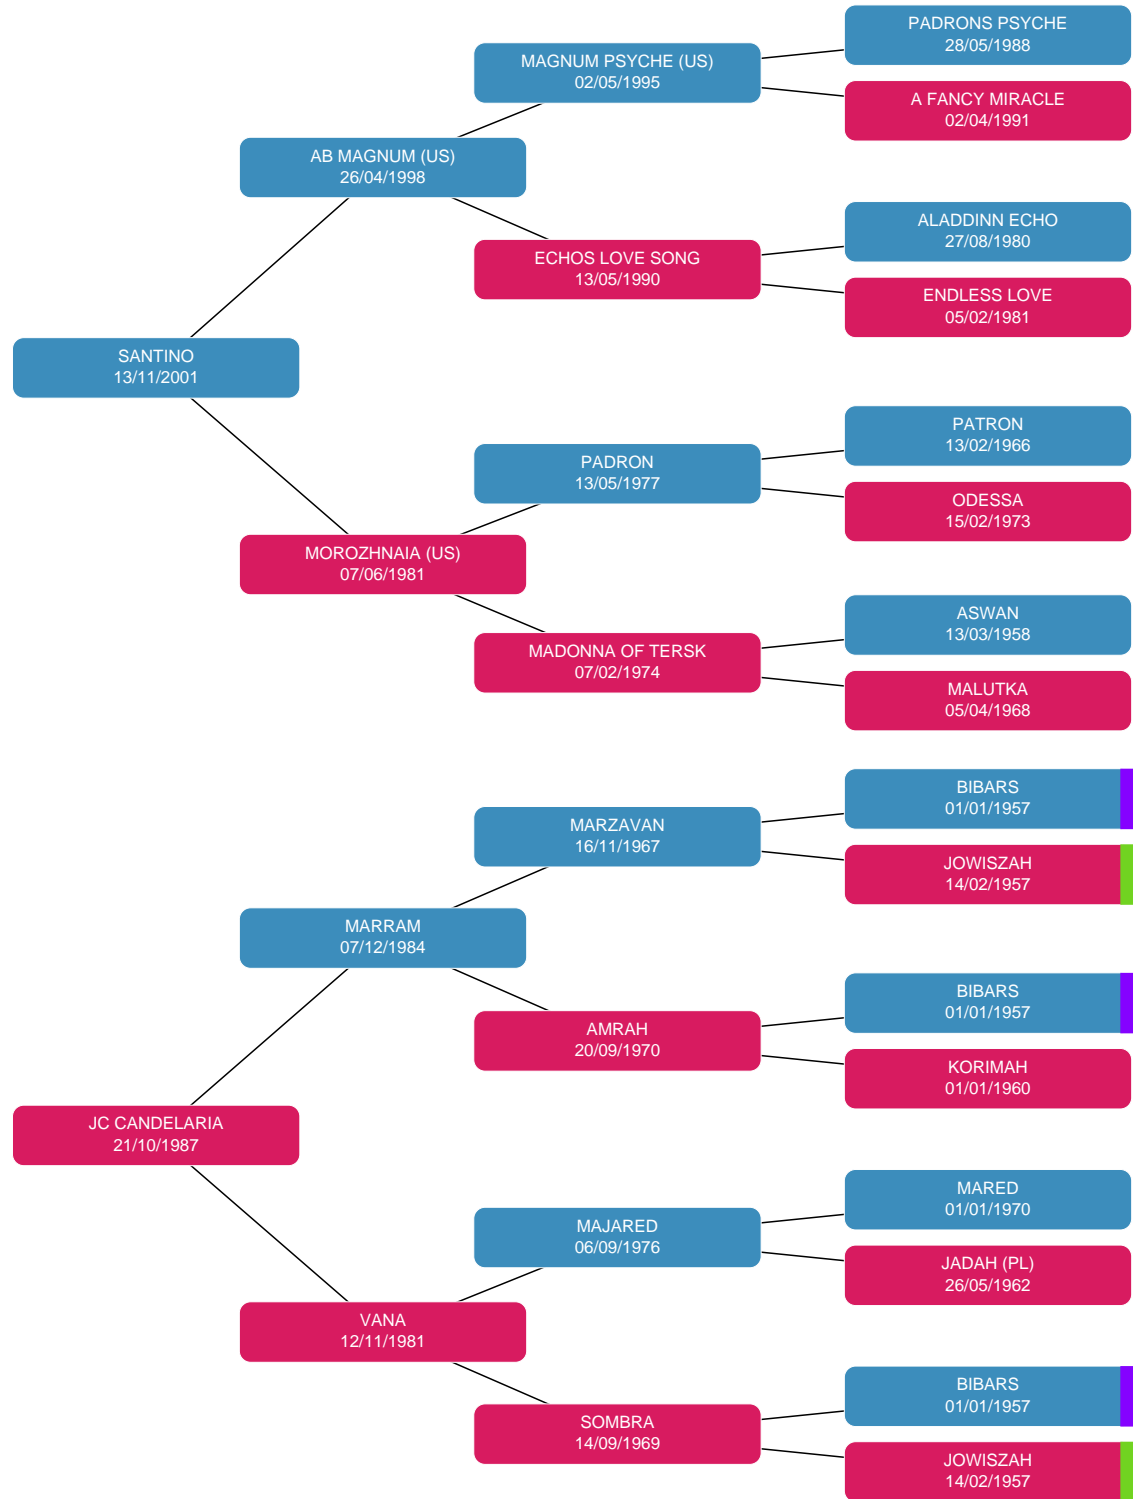 PADRONS PSYCHE
28/05/1988
MAGNUM PSYCHE (US)
02/05/1995
A FANCY MIRACLE
02/04/1991
AB MAGNUM (US)
26/04/1998
ALADDINN ECHO
27/08/1980
ECHOS LOVE SONG
13/05/1990
ENDLESS LOVE
05/02/1981
SANTINO
13/11/2001
PATRON
13/02/1966
PADRON
13/05/1977
ODESSA
15/02/1973
MOROZHNAIA (US)
07/06/1981
ASWAN
13/03/1958
MADONNA OF TERSK
07/02/1974
MALUTKA
05/04/1968
BIBARS
01/01/1957
MARZAVAN
16/11/1967
JOWISZAH
14/02/1957
MARRAM
07/12/1984
BIBARS
01/01/1957
AMRAH
20/09/1970
KORIMAH
01/01/1960
JC CANDELARIA
21/10/1987
MARED
01/01/1970
MAJARED
06/09/1976
JADAH (PL)
26/05/1962
VANA
12/11/1981
BIBARS
01/01/1957
SOMBRA
14/09/1969
JOWISZAH
14/02/1957